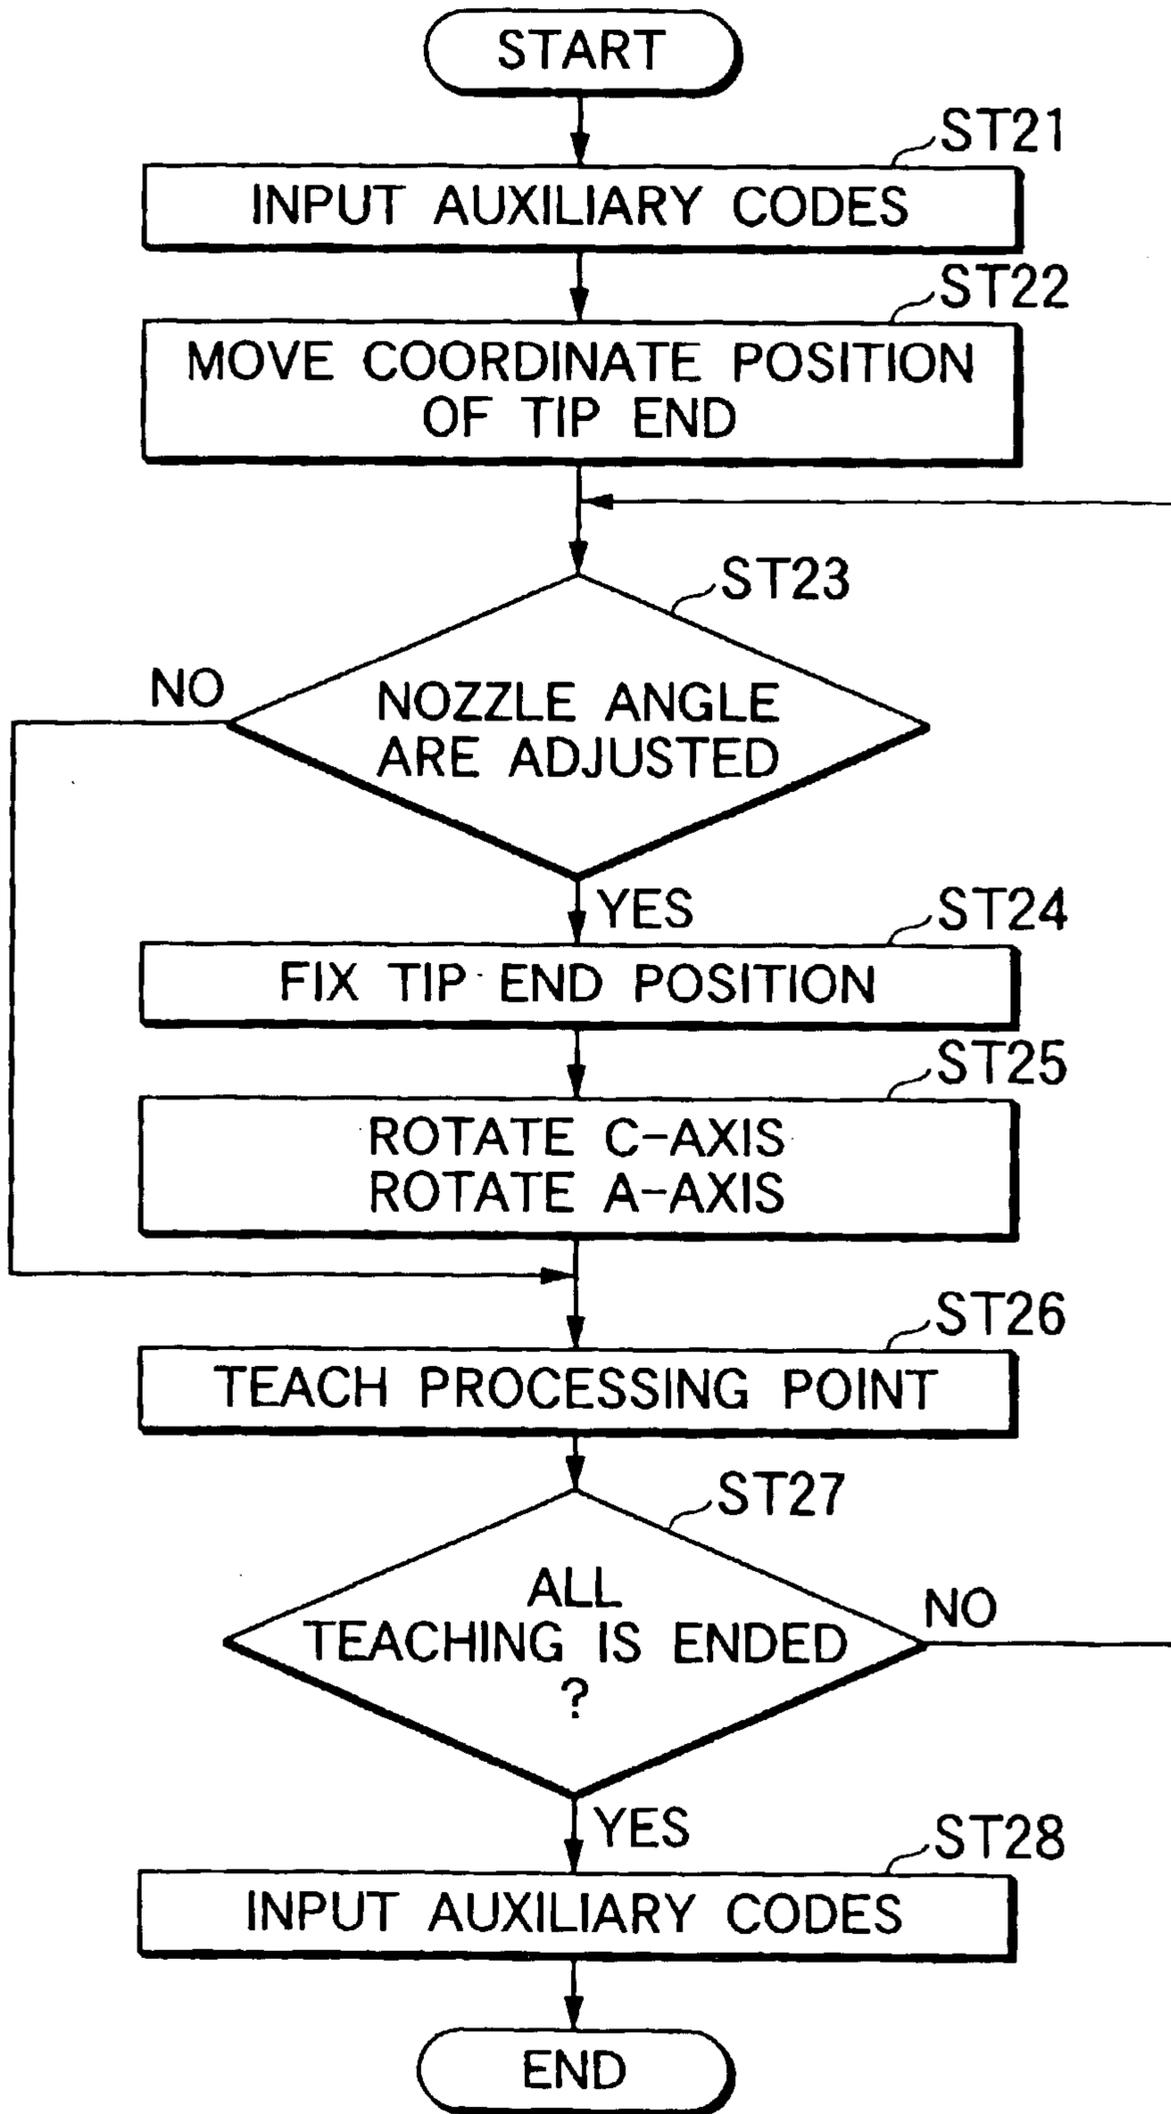 START
ST21
INPUT AUXILIARY CODES
ST22
MOVE COORDINATE POSITION
OF TIP END
ST23
NO
NOZZLE ANGLE
ARE ADJUSTED
YES
ST24
FIX TIP END POSITION
ST25
ROTATE C-AXIS
ROTATE A-AXIS
ST26
TEACH PROCESSING POINT
ST27
ALL
TEACHING IS ENDED
?
NO
YES
ST28
INPUT AUXILIARY CODES
END